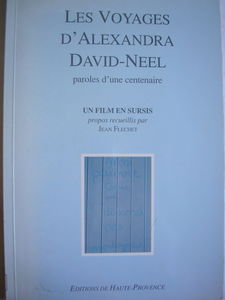 LES VOYAGES
D'ALEXANDRA
DAVID-NEEL
paroles d'une centenaire
UN FILM EN SURSIS
propos recueillis par
JEAN FLECHET
EDITIONS DE HAUTE PROVENCE